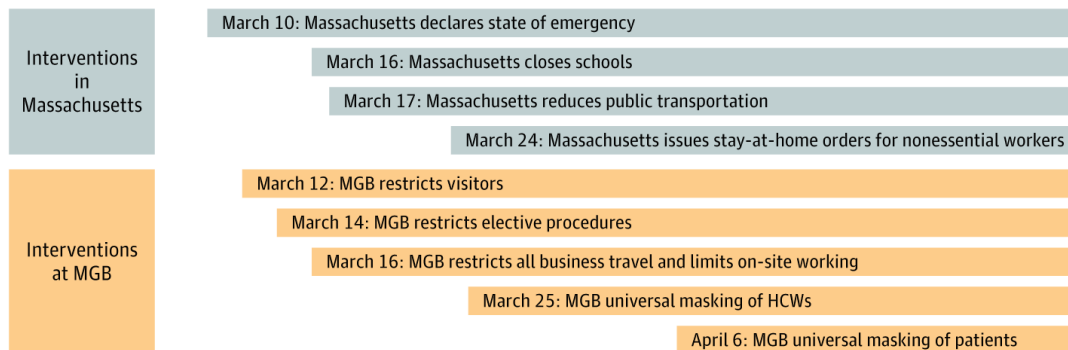 Interventions
in
Massachusetts
March 10: Massachusetts declares state of emergency
March 16: Massachusetts closes schools
March 17: Massachusetts reduces public transportation
March 24: Massachusetts issues stay-at-home orders for nonessential workers
Interventions
at MGB
March 12: MGB restricts visitors
March 14: MGB restricts elective procedures
March 16: MGB restricts all business travel and limits on-site working
March 25: MGB universal masking of HCWs
April 6: MGB universal masking of patients